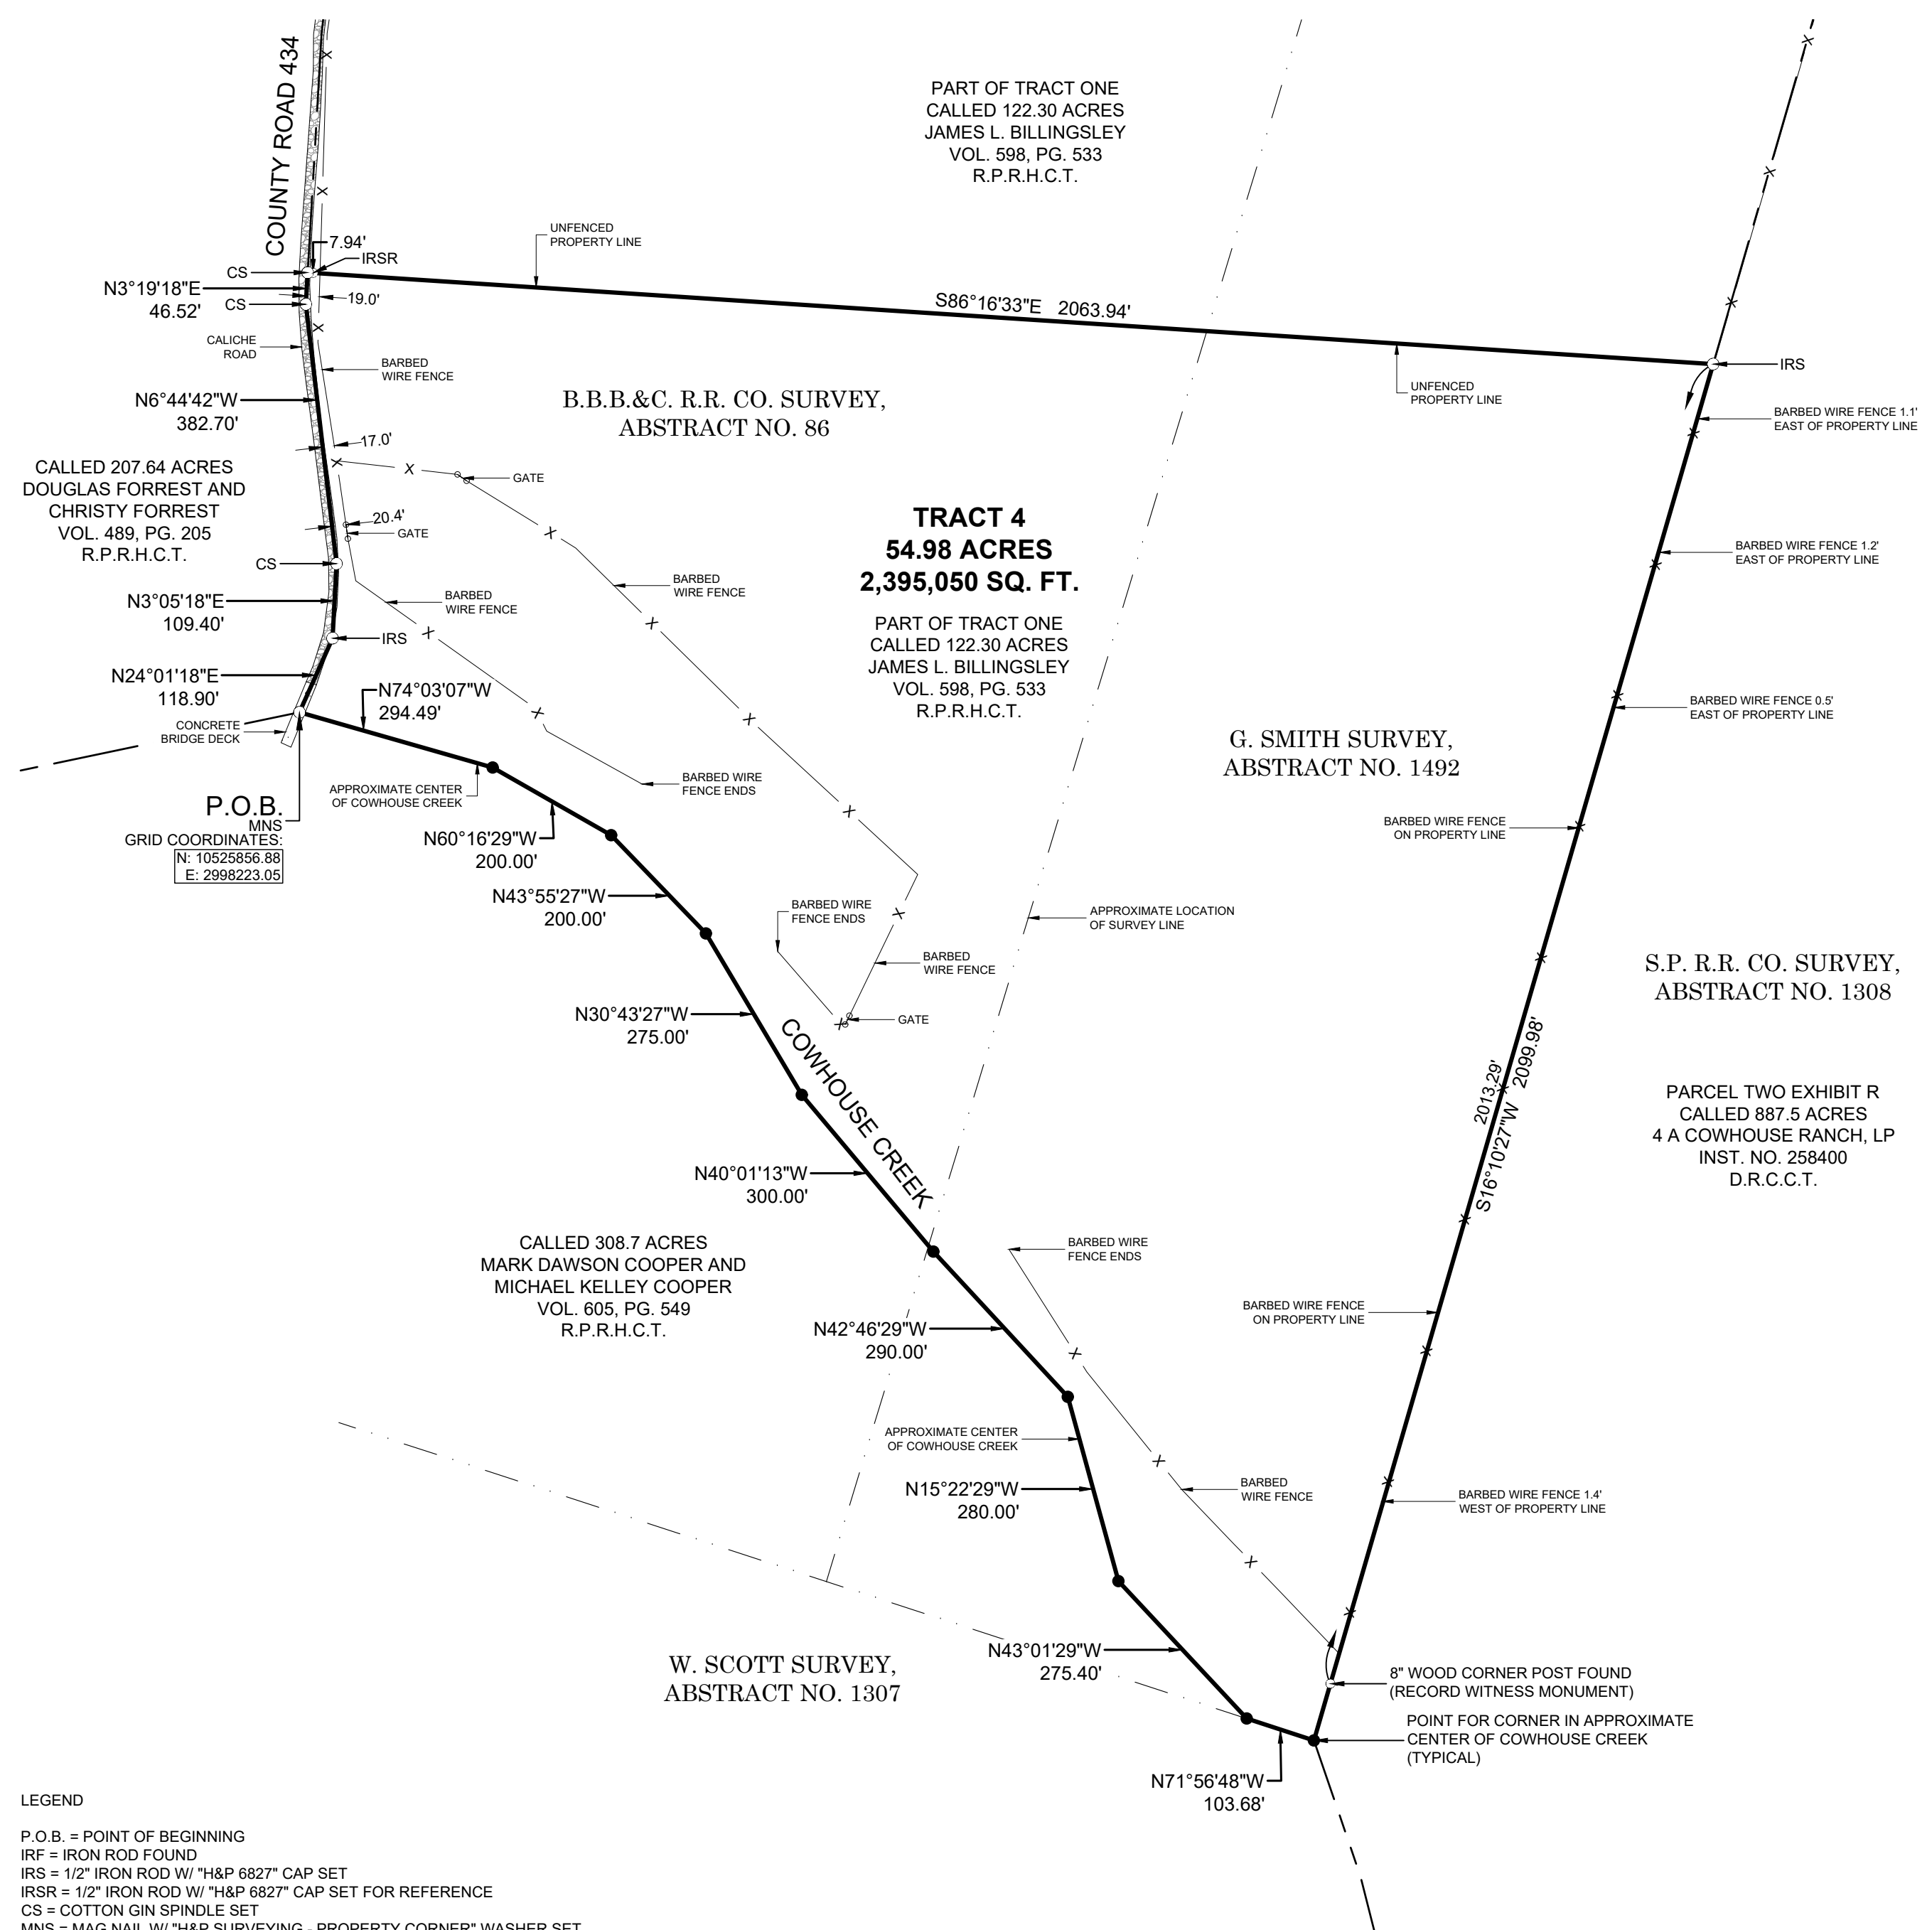 COUNTY ROAD 434
PART OF TRACT ONE
CALLED 122.30 ACRES
JAMES L. BILLINGSLEY
VOL. 598, PG. 533
R.P.R.H.C.T.
UNFENCED
PROPERTY LINE
7.94'
IRSR
CS
N3°19'18"E
46.52'
CS
19.0'
S86°16'33"E 2063.94'
CALICHE
ROAD
BARBED
WIRE FENCE
IRS
UNFENCED
PROPERTY LINE
N6°44'42"W
382.70'
B.B.B.&C. R.R. CO. SURVEY,
ABSTRACT NO. 86
BARBED WIRE FENCE 1.1'
EAST OF PROPERTY LINE
17.0'
CALLED 207.64 ACRES
DOUGLAS FORREST AND
CHRISTY FORREST
VOL. 489, PG. 205
R.P.R.H.C.T.
GATE
20.4'
GATE
TRACT 4
54.98 ACRES
2,395,050 SQ. FT.
PART OF TRACT ONE
CALLED 122.30 ACRES
JAMES L. BILLINGSLEY
VOL. 598, PG. 533
R.P.R.H.C.T.
BARBED WIRE FENCE 1.2'
EAST OF PROPERTY LINE
CS
BARBED
WIRE FENCE
BARBED
WIRE FENCE
N3°05'18"E
109.40'
IRS
N24°01'18"E
118.90'
N74°03'07"W
294.49'
CONCRETE
BRIDGE DECK
BARBED WIRE FENCE 0.5'
EAST OF PROPERTY LINE
G. SMITH SURVEY,
ABSTRACT NO. 1492
BARBED WIRE
FENCE ENDS
APPROXIMATE CENTER
OF COWHOUSE CREEK
P.O.B.
MNS
GRID COORDINATES:
N: 10525856.88
E: 2998223.05
N60°16'29"W
200.00'
BARBED WIRE FENCE
ON PROPERTY LINE
N43°55'27"W
200.00'
BARBED WIRE
FENCE ENDS
APPROXIMATE LOCATION
OF SURVEY LINE
BARBED
WIRE FENCE
S.P. R.R. CO. SURVEY,
ABSTRACT NO. 1308
N30°43'27"W
275.00'
GATE
COWHOUSE CREEK
2013.29'
S16°10'27"W 2099.98'
PARCEL TWO EXHIBIT R
CALLED 887.5 ACRES
4 A COWHOUSE RANCH, LP
INST. NO. 258400
D.R.C.C.T.
N40°01'13"W
300.00'
CALLED 308.7 ACRES
MARK DAWSON COOPER AND
MICHAEL KELLEY COOPER
VOL. 605, PG. 549
R.P.R.H.C.T.
BARBED WIRE
FENCE ENDS
BARBED WIRE FENCE
ON PROPERTY LINE
N42°46'29"W
290.00'
APPROXIMATE CENTER
OF COWHOUSE CREEK
N15°22'29"W
280.00'
BARBED
WIRE FENCE
BARBED WIRE FENCE 1.4'
WEST OF PROPERTY LINE
N43°01'29"W
275.40'
W. SCOTT SURVEY,
ABSTRACT NO. 1307
8" WOOD CORNER POST FOUND
(RECORD WITNESS MONUMENT)
POINT FOR CORNER IN APPROXIMATE
CENTER OF COWHOUSE CREEK
(TYPICAL)
N71°56'48"W
103.68'
LEGEND
P.O.B. = POINT OF BEGINNING
IRF = IRON ROD FOUND
IRS = 1/2" IRON ROD W/ "H&P 6827" CAP SET
IRSR = 1/2" IRON ROD W/ "H&P 6827" CAP SET FOR REFERENCE
CS = COTTON GIN SPINDLE SET
MNS = MAG NAIL W/ "H&P SURVEYING - PROPERTY CORNER" WASHER SET